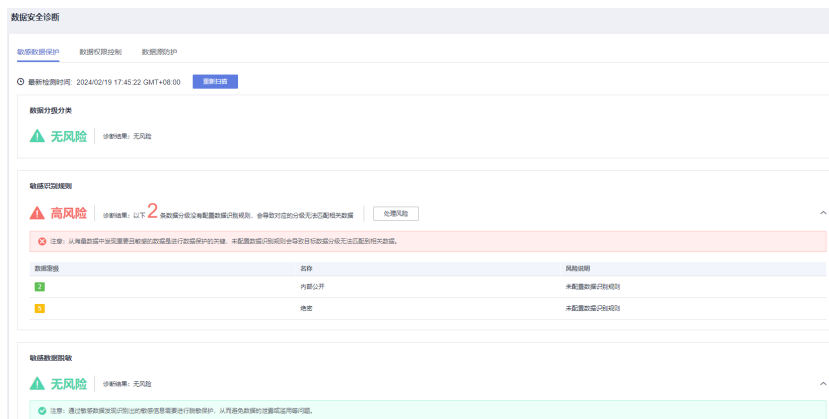 数据安全诊断
敏感数据保护 数据权限控制 数据源防护
最新检测时间: 2024/02/19 17:45:22 GMT+08:00 重新扫描
数据分级分类
无风险 诊断结果: 无风险
敏感识别规则
高风险 诊断结果: 以下 2 条数据分级没有配置数据识别规则，会导致对应的分级无法匹配相关数据 处理风险
注意: 从海量数据中发现重要且敏感的数据是进行数据保护的关键，未配置数据识别规则会导致目标数据分级无法匹配到相关数据。
数据密级 名称 风险说明
2 内部公开 未配置数据识别规则
5 绝密 未配置数据识别规则
敏感数据脱敏
无风险 诊断结果: 无风险
注意: 通过敏感数据发现识别出的敏感信息需要进行脱敏保护，从而避免数据的泄露或滥用等问题。